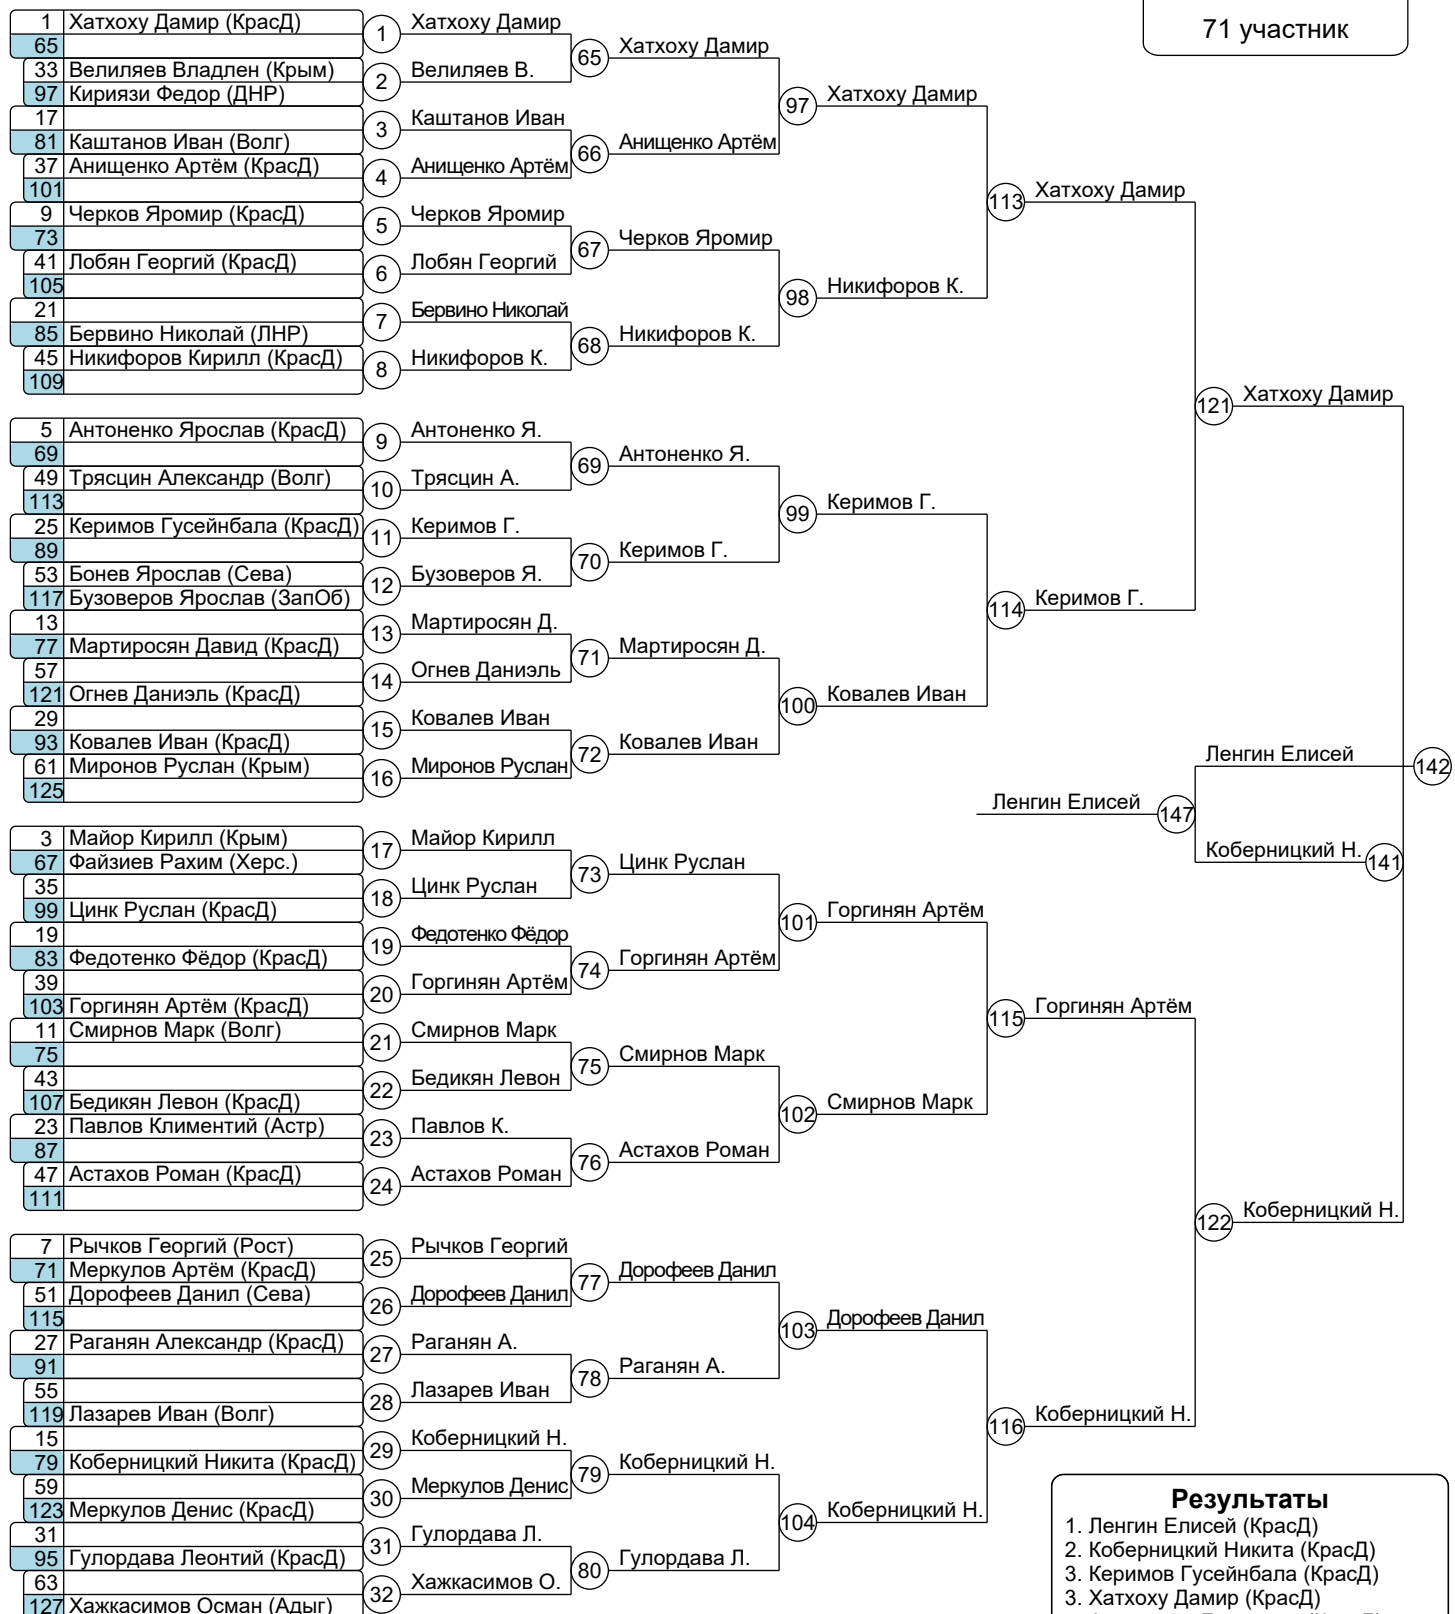 71 участник
1 Хатхоху Дамир (КрасД)
65
33 Велиляев Владлен (Крым)
97 Кириязи Федор (ДНР)
17
81 Каштанов Иван (Волг)
37 Анищенко Артём (КрасД)
101
9 Черков Яромир (КрасД)
73
41 Лобян Георгий (КрасД)
105
21
85 Бервино Николай (ЛНР)
45 Никифоров Кирилл (КрасД)
109
5 Антоненко Ярослав (КрасД)
69
49 Трясцин Александр (Волг)
113
25 Керимов Гусейнбала (КрасД)
89
53 Бонев Ярослав (Сева)
117 Бузоверов Ярослав (ЗапОб)
13
77 Мартиросян Давид (КрасД)
57
121 Огнев Даниэль (КрасД)
29
93 Ковалев Иван (КрасД)
61 Миронов Руслан (Крым)
125
3 Майор Кирилл (Крым)
67 Файзиев Рахим (Херс.)
35
99 Цинк Руслан (КрасД)
19
83 Федотенко Фёдор (КрасД)
39
103 Горгинян Артём (КрасД)
11 Смирнов Марк (Волг)
75
43
107 Бедикян Левон (КрасД)
23 Павлов Климентий (Астр)
87
47 Астахов Роман (КрасД)
111
7 Рычков Георгий (Рост)
71 Меркулов Артём (КрасД)
51 Дорофеев Данил (Сева)
115
27 Раганян Александр (КрасД)
91
55
119 Лазарев Иван (Волг)
15
79 Коберницкий Никита (КрасД)
59
123 Меркулов Денис (КрасД)
31
95 Гулордава Леонтий (КрасД)
63
127 Хажкасимов Осман (Адыг)
1 Хатхоху Дамир
2 Велиляев В.
3 Каштанов Иван
4 Анищенко Артём
5 Черков Яромир
6 Лобян Георгий
7 Бервино Николай
8 Никифоров К.
9 Антоненко Я.
10 Трясцин А.
11 Керимов Г.
12 Бузоверов Я.
13 Мартиросян Д.
14 Огнев Даниэль
15 Ковалев Иван
16 Миронов Руслан
17 Майор Кирилл
18 Цинк Руслан
19 Федотенко Фёдор
20 Горгинян Артём
21 Смирнов Марк
22 Бедикян Левон
23 Павлов К.
24 Астахов Роман
25 Рычков Георгий
26 Дорофеев Данил
27 Раганян А.
28 Лазарев Иван
29 Коберницкий Н.
30 Меркулов Денис
31 Гулордава Л.
32 Хажкасимов О.
65 Хатхоху Дамир
66 Анищенко Артём
67 Черков Яромир
68 Никифоров К.
69 Антоненко Я.
70 Керимов Г.
71 Мартиросян Д.
72 Ковалев Иван
73 Цинк Руслан
74 Горгинян Артём
75 Смирнов Марк
76 Астахов Роман
77 Дорофеев Данил
78 Раганян А.
79 Коберницкий Н.
80 Гулордава Л.
97 Хатхоху Дамир
98 Никифоров К.
99 Керимов Г.
100 Ковалев Иван
101 Горгинян Артём
102 Смирнов Марк
103 Дорофеев Данил
104 Коберницкий Н.
113 Хатхоху Дамир
114 Керимов Г.
115 Горгинян Артём
116 Коберницкий Н.
121 Хатхоху Дамир
122 Коберницкий Н.
Ленгин Елисей 142
Ленгин Елисей 147
Коберницкий Н. 141
Результаты
1. Ленгин Елисей (КрасД)
2. Коберницкий Никита (КрасД)
3. Керимов Гусейнбала (КрасД)
3. Хатхоху Дамир (КрасД)